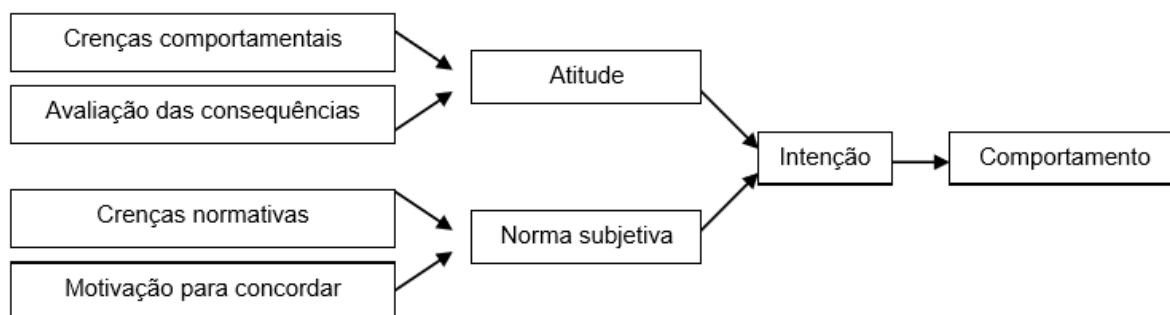 Crenças comportamentais
Avaliação das consequências
Atitude
Intenção
Comportamento
Crenças normativas
Norma subjetiva
Motivação para concordar